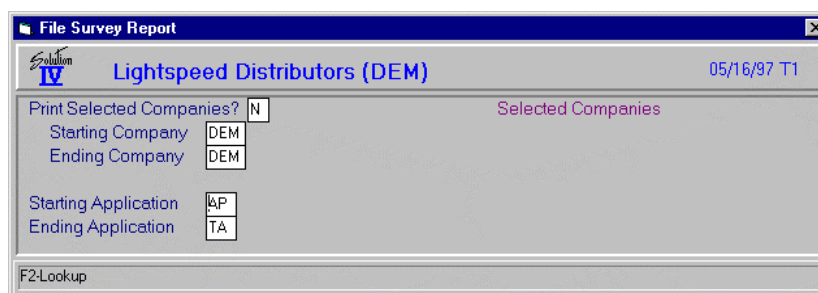 File Survey Report
Solution
IV
Lightspeed Distributors (DEM)
05/16/97 T1
Print Selected Companies? N
Selected Companies
Starting Company DEM
Ending Company DEM
Starting Application AP
Ending Application TA
F2-Lookup